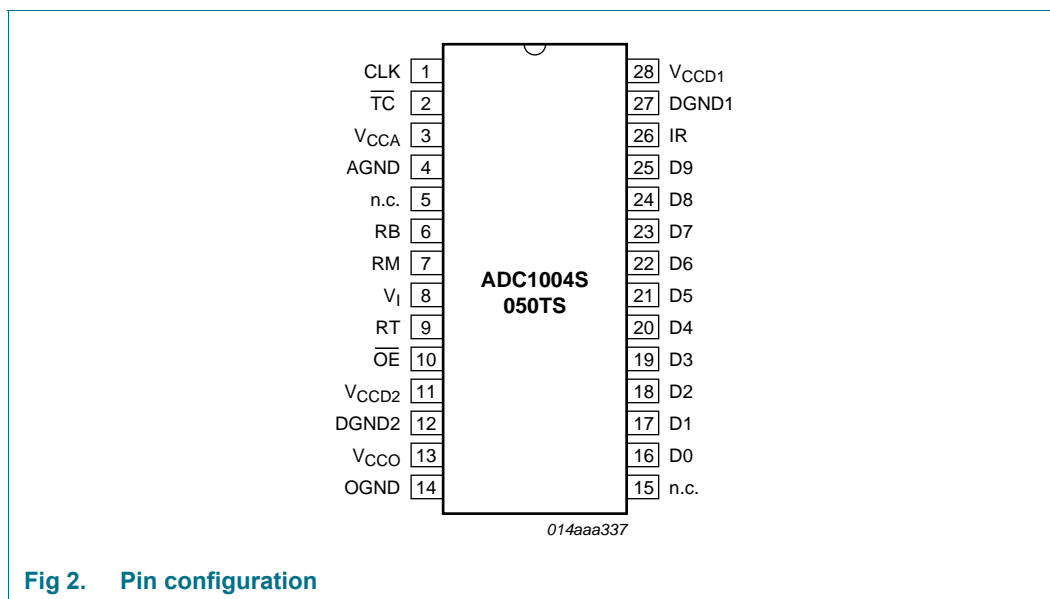 CLK 1 28 VCCD1
TC 2 27 DGND1
VCCA 3 26 IR
AGND 4 25 D9
n.c. 5 24 D8
RB 6 23 D7
RM 7 22 D6
ADC1004S
050TS
VI 8 21 D5
RT 9 20 D4
OE 10 19 D3
VCCD2 11 18 D2
DGND2 12 17 D1
VCCO 13 16 D0
OGND 14 15 n.c.
014aaa337
Fig 2. Pin configuration